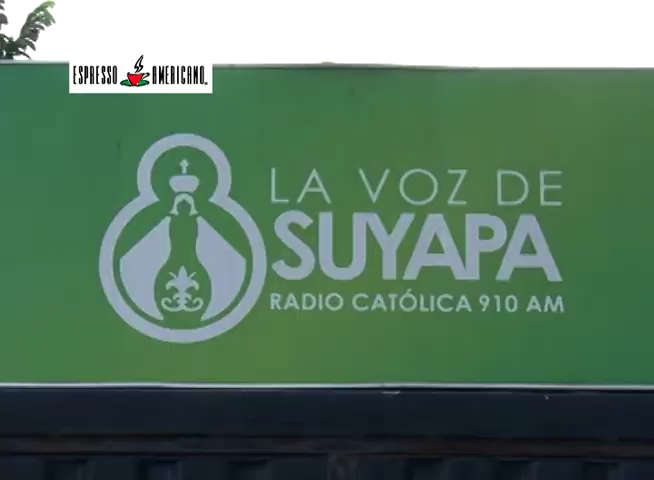 ESPRESSO AMERICANO.
LA VOZ DE
SUYAPA
RADIO CATÓLICA 910 AM